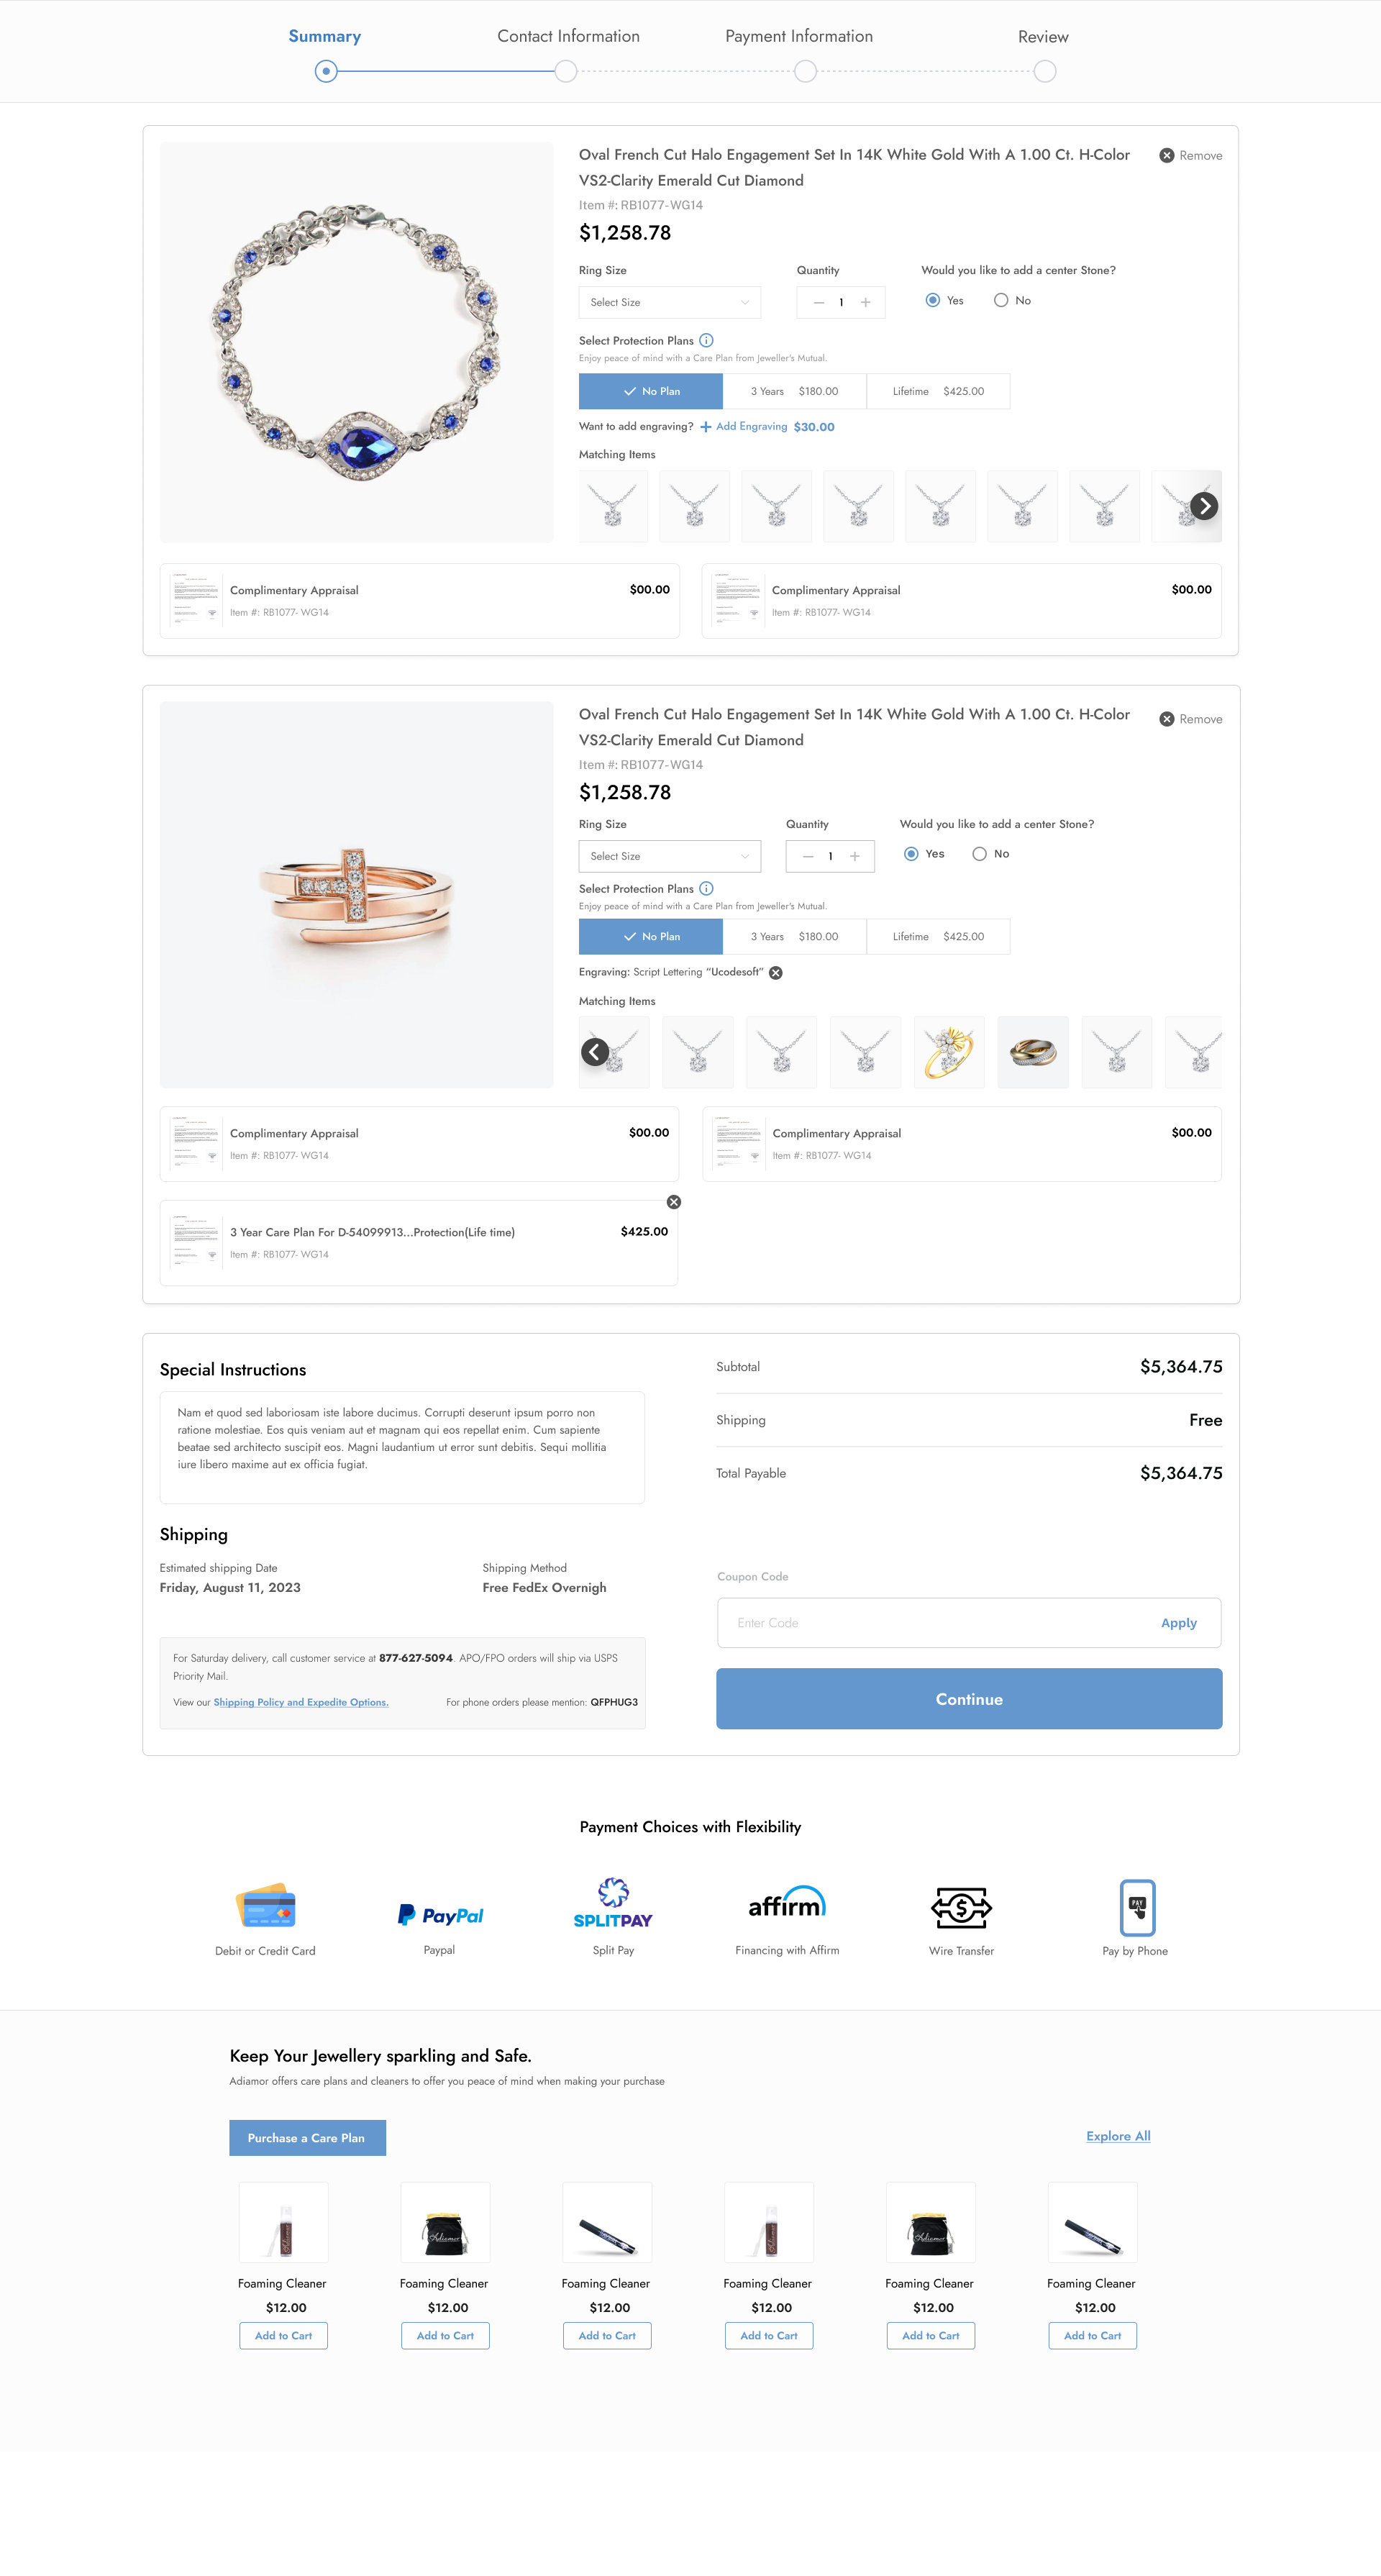 Summary
Contact Information
Payment Information
Review
Oval French Cut Halo Engagement Set In 14K White Gold With A 1.00 Ct. H-Color
VS2-Clarity Emerald Cut Diamond
Remove
Item #: RB1077-WG14
$1,258.78
Ring Size
Quantity
Would you like to add a center Stone?
Select Size
1
Yes
No
Select Protection Plans
Enjoy peace of mind with a Care Plan from Jeweller's Mutual.
No Plan
3 Years $180.00
Lifetime $425.00
Want to add engraving? Add Engraving $30.00
Matching Items
Complimentary Appraisal
$00.00
Item #: RB1077- WG14
Complimentary Appraisal
$00.00
Item #: RB1077- WG14
Oval French Cut Halo Engagement Set In 14K White Gold With A 1.00 Ct. H-Color
VS2-Clarity Emerald Cut Diamond
Remove
Item #: RB1077-WG14
$1,258.78
Ring Size
Quantity
Would you like to add a center Stone?
Select Size
1
Yes
No
Select Protection Plans
Enjoy peace of mind with a Care Plan from Jeweller's Mutual.
No Plan
3 Years $180.00
Lifetime $425.00
Engraving: Script Lettering “Ucodesoft”
Matching Items
Complimentary Appraisal
$00.00
Item #: RB1077- WG14
Complimentary Appraisal
$00.00
Item #: RB1077- WG14
3 Year Care Plan For D-54099913...Protection(Life time)
$425.00
Item #: RB1077- WG14
Special Instructions
Nam et quod sed laboriosam iste labore ducimus. Corrupti deserunt ipsum porro non
ratione molestiae. Eos quis veniam aut et magnam qui eos repellat enim. Cum sapiente
beatae sed architecto suscipit eos. Magni laudantium ut error sunt debitis. Sequi mollitia
iure libero maxime aut ex officia fugiat.
Shipping
Estimated shipping Date
Friday, August 11, 2023
Shipping Method
Free FedEx Overnigh
For Saturday delivery, call customer service at 877-627-5094. APO/FPO orders will ship via USPS
Priority Mail.
View our Shipping Policy and Expedite Options.
For phone orders please mention: QFPHUG3
Subtotal
$5,364.75
Shipping
Free
Total Payable
$5,364.75
Coupon Code
Enter Code
Apply
Continue
Payment Choices with Flexibility
PayPal
SPLITPAY
affirm
PAY
Debit or Credit Card
Paypal
Split Pay
Financing with Affirm
Wire Transfer
Pay by Phone
Keep Your Jewellery sparkling and Safe.
Adiamor offers care plans and cleaners to offer you peace of mind when making your purchase
Purchase a Care Plan
Explore All
Adiamor
Adiamor
Foaming Cleaner
Foaming Cleaner
Foaming Cleaner
Foaming Cleaner
Foaming Cleaner
Foaming Cleaner
$12.00
$12.00
$12.00
$12.00
$12.00
$12.00
Add to Cart
Add to Cart
Add to Cart
Add to Cart
Add to Cart
Add to Cart